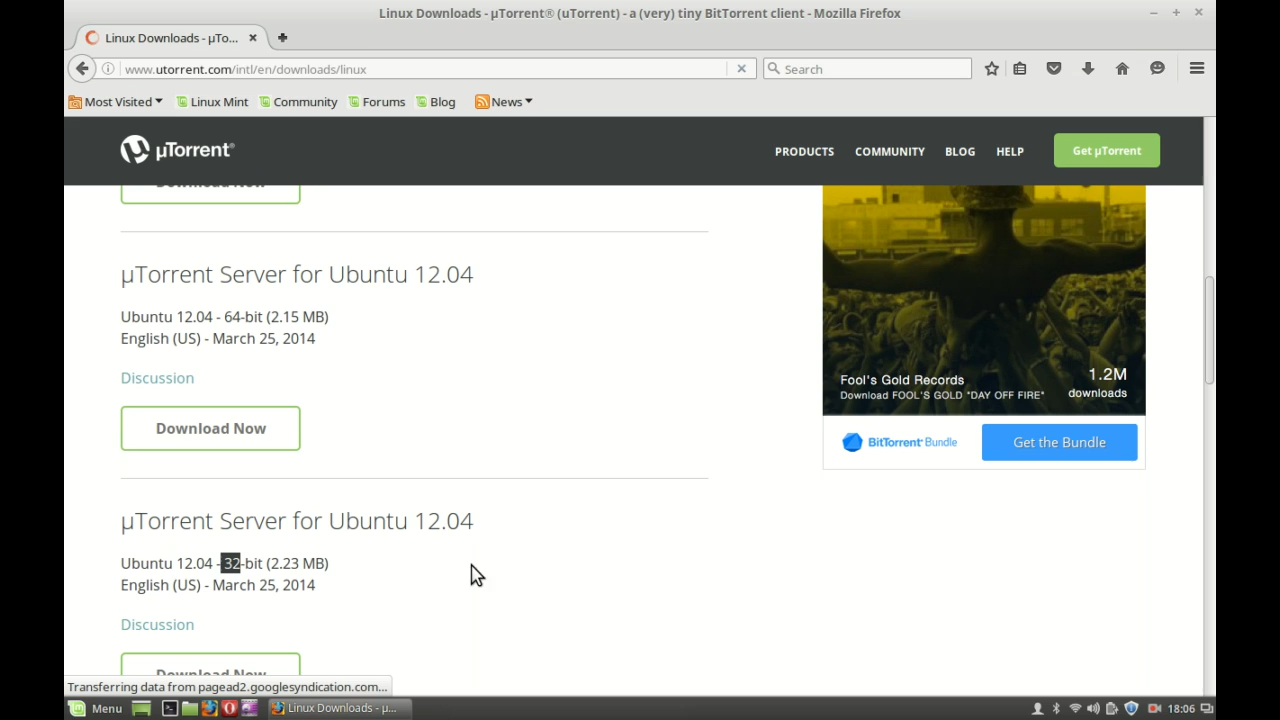 Linux Downloads - µTorrent® (uTorrent) - a (very) tiny BitTorrent client - Mozilla Firefox
Linux Downloads - µTo...
www.utorrent.com/intl/en/downloads/linux
Search
Most Visited
Linux Mint
Community
Forums
Blog
News
µTorrent®
PRODUCTS
COMMUNITY
BLOG
HELP
Get µTorrent
Download Now
µTorrent Server for Ubuntu 12.04
Ubuntu 12.04 - 64-bit (2.15 MB)
English (US) - March 25, 2014
Discussion
Download Now
Fool's Gold Records
Download FOOL'S GOLD "DAY OFF FIRE"
1.2M
downloads
BitTorrent Bundle
Get the Bundle
µTorrent Server for Ubuntu 12.04
Ubuntu 12.04 - 32-bit (2.23 MB)
English (US) - March 25, 2014
Discussion
Download Now
Transferring data from pagead2.googlesyndication.com...
Menu
Linux Downloads - µ...
18:06